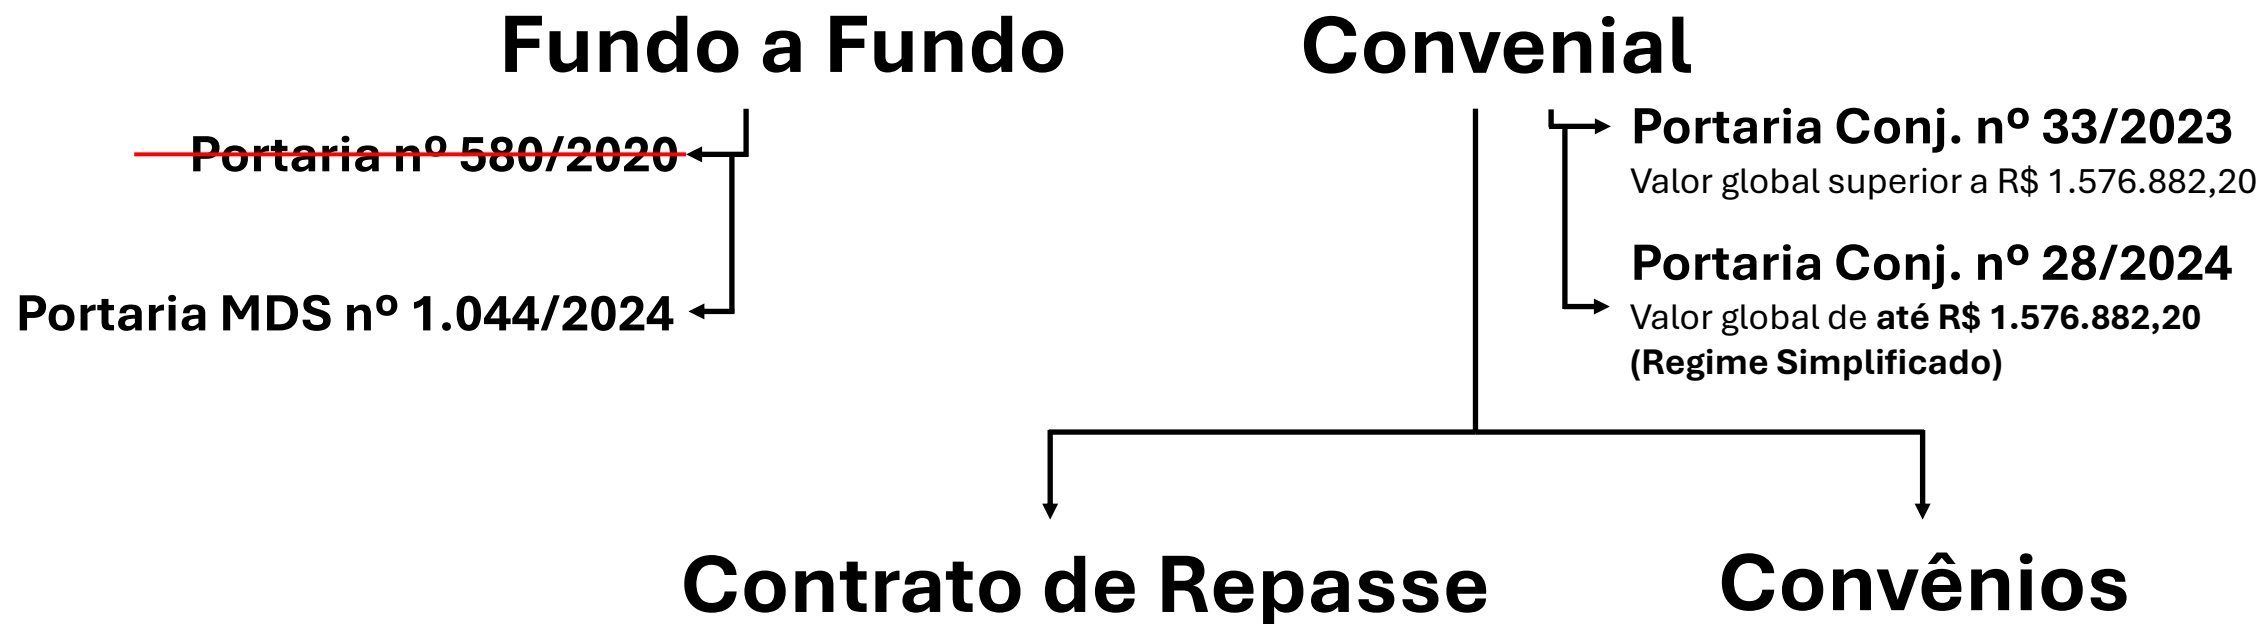 Fundo a Fundo
Portaria nº 580/2020
Portaria MDS nº 1.044/2024
Convenial
Portaria Conj. nº 33/2023
Valor global superior a R$ 1.576.882,20
Portaria Conj. nº 28/2024
Valor global de até R$ 1.576.882,20
(Regime Simplificado)
Contrato de Repasse
Convênios